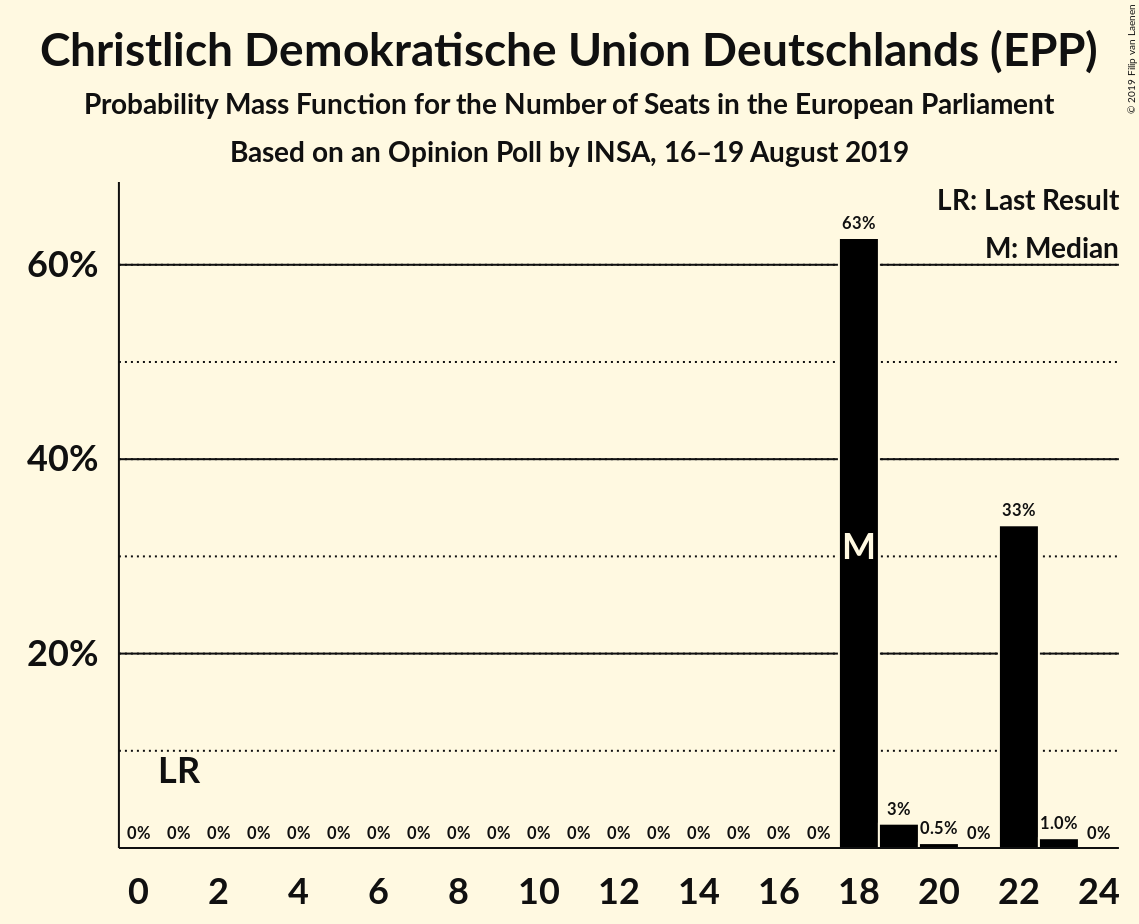 Christlich Demokratische Union Deutschlands (EPP)
Probability Mass Function for the Number of Seats in the European Parliament
Based on an Opinion Poll by INSA, 16–19 August 2019
© 2019 Filip van Laenen
LR: Last Result
M: Median
60%
40%
20%
63%
33%
M
LR
0% 0% 0% 0% 0% 0% 0% 0% 0% 0% 0% 0% 0% 0% 0% 0% 0% 0% 3% 0.5% 0% 1.0% 0%
0 2 4 6 8 10 12 14 16 18 20 22 24